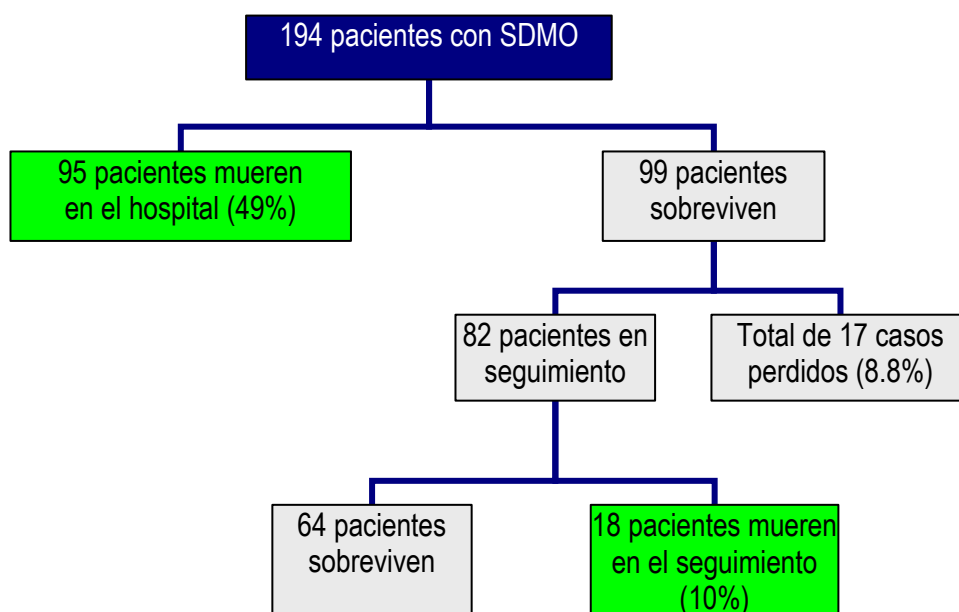 194 pacientes con SDMO
95 pacientes mueren
en el hospital (49%)
99 pacientes
sobreviven
82 pacientes en
seguimiento
Total de 17 casos
perdidos (8.8%)
64 pacientes
sobreviven
18 pacientes mueren
en el seguimiento
(10%)